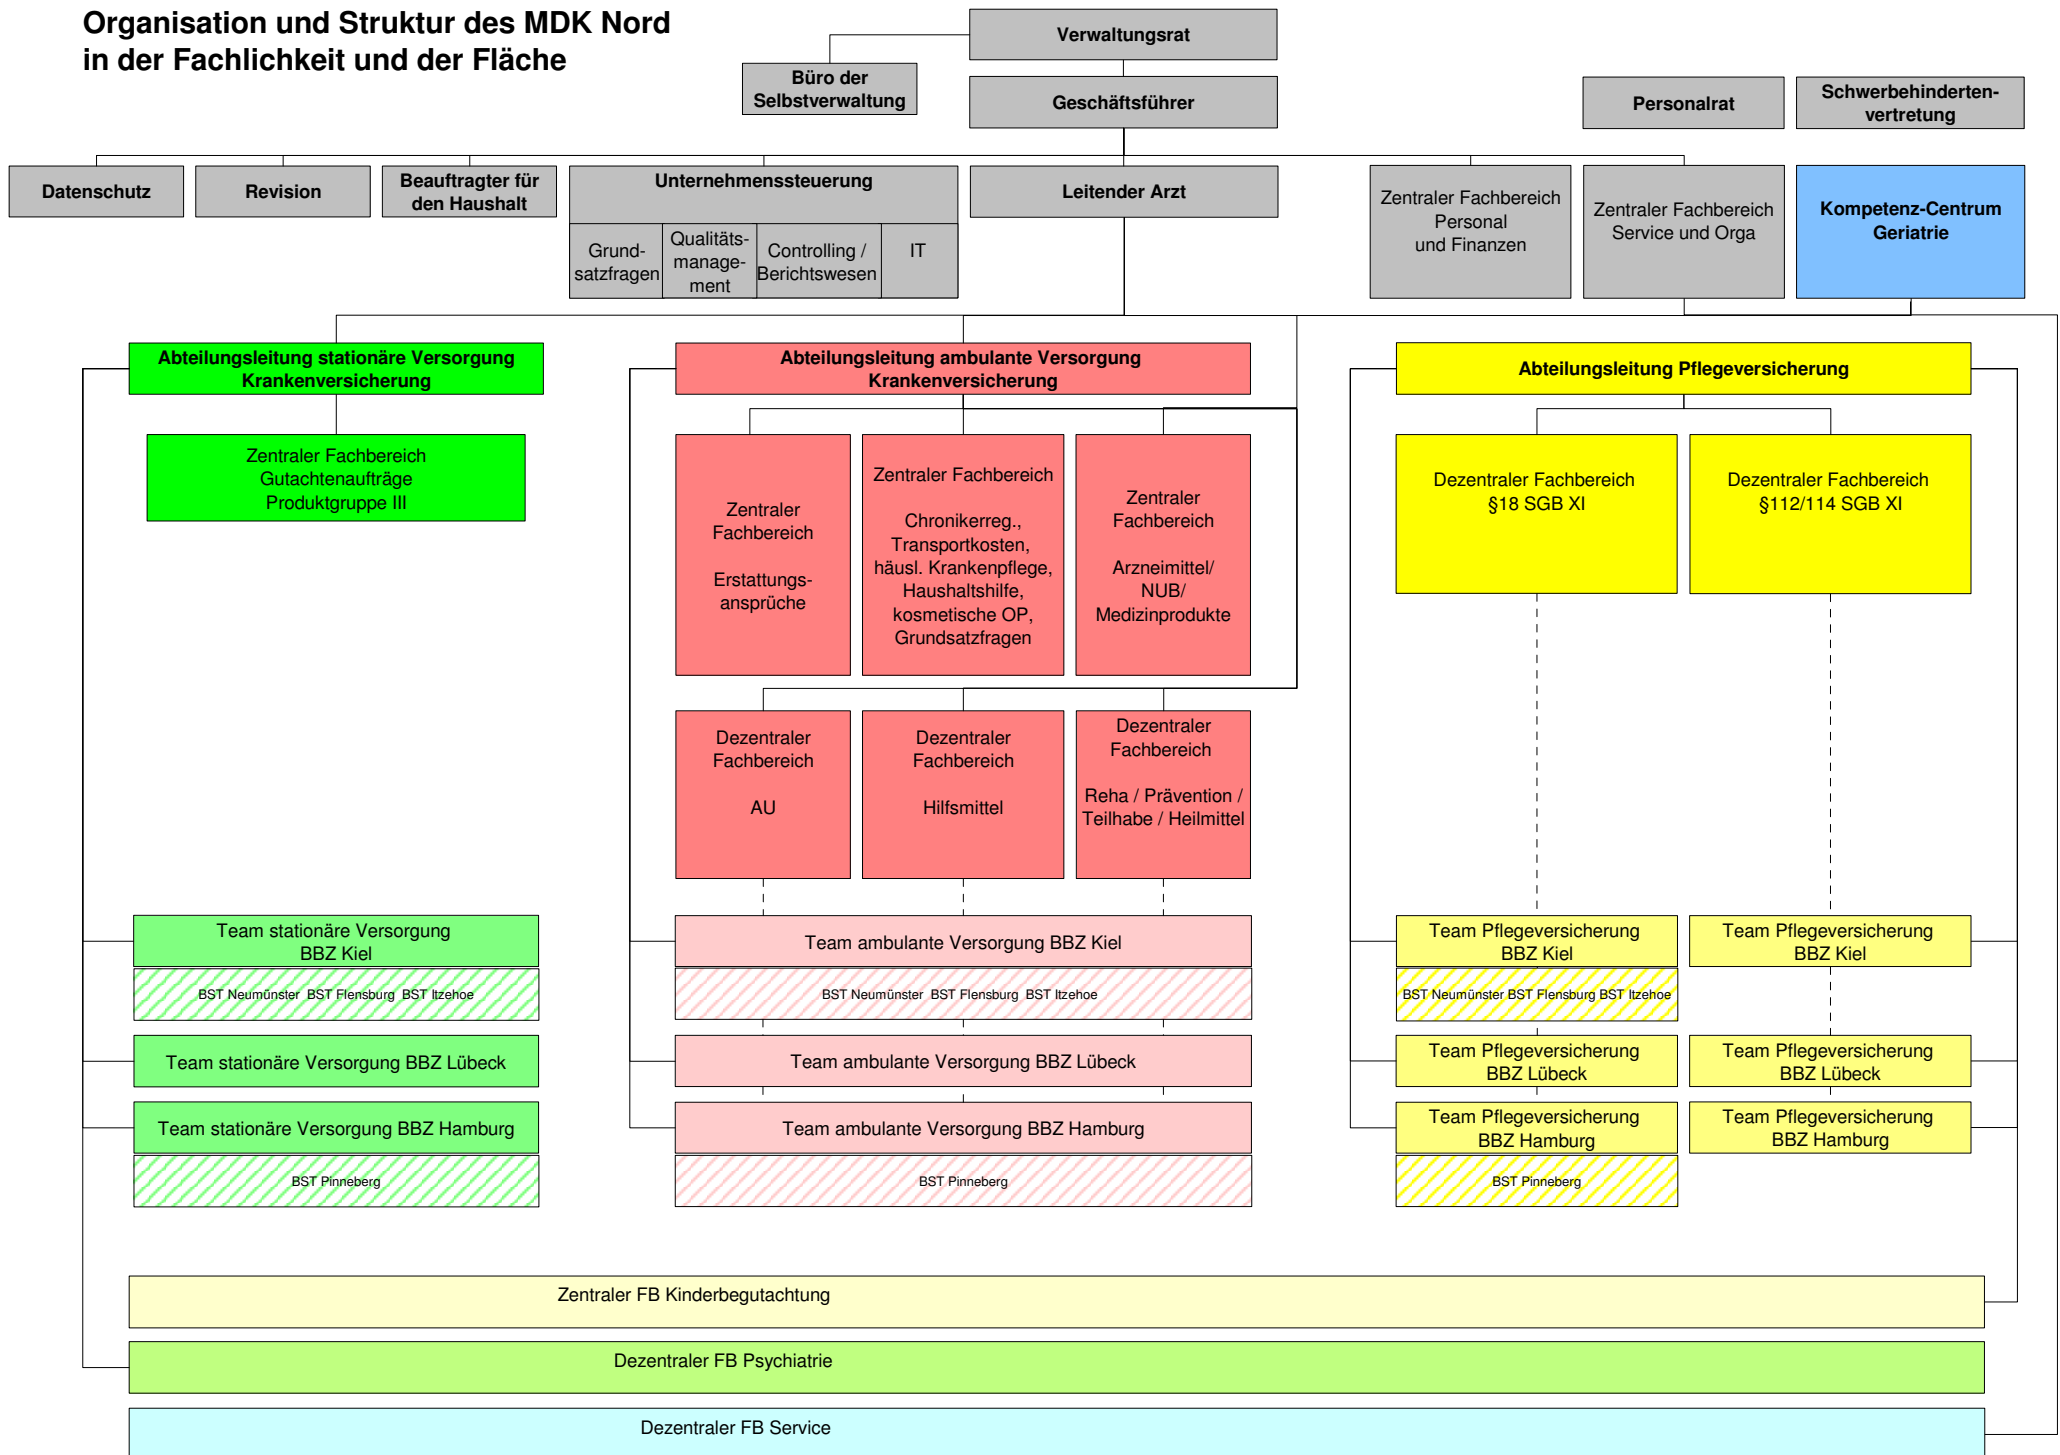 Organisation und Struktur des MDK Nord
in der Fachlichkeit und der Fläche
Verwaltungsrat
Büro der
Selbstverwaltung
Geschäftsführer
Personalrat
Schwerbehinderten-
vertretung
Datenschutz
Revision
Beauftragter für
den Haushalt
Unternehmenssteuerung
Grund-
satzfragen
Qualitäts-
manage-
ment
Controlling /
Berichtswesen
IT
Leitender Arzt
Zentraler Fachbereich
Personal
und Finanzen
Zentraler Fachbereich
Service und Orga
Kompetenz-Centrum
Geriatrie
Abteilungsleitung stationäre Versorgung
Krankenversicherung
Abteilungsleitung ambulante Versorgung
Krankenversicherung
Abteilungsleitung Pflegeversicherung
Zentraler Fachbereich
Gutachtenaufträge
Produktgruppe III
Zentraler
Fachbereich
Erstattungs-
ansprüche
Zentraler Fachbereich
Chronikerreg.,
Transportkosten,
häusl. Krankenpflege,
Haushaltshilfe,
kosmetische OP,
Grundsatzfragen
Zentraler
Fachbereich
Arzneimittel/
NUB/
Medizinprodukte
Dezentraler Fachbereich
§18 SGB XI
Dezentraler Fachbereich
§112/114 SGB XI
Dezentraler
Fachbereich
AU
Dezentraler
Fachbereich
Hilfsmittel
Dezentraler
Fachbereich
Reha / Prävention /
Teilhabe / Heilmittel
Team stationäre Versorgung
BBZ Kiel
Team ambulante Versorgung BBZ Kiel
Team Pflegeversicherung
BBZ Kiel
Team Pflegeversicherung
BBZ Kiel
BST Neumünster BST Flensburg BST Itzehoe
BST Neumünster BST Flensburg BST Itzehoe
BST Neumünster BST Flensburg BST Itzehoe
Team stationäre Versorgung BBZ Lübeck
Team ambulante Versorgung BBZ Lübeck
Team Pflegeversicherung
BBZ Lübeck
Team Pflegeversicherung
BBZ Lübeck
Team stationäre Versorgung BBZ Hamburg
Team ambulante Versorgung BBZ Hamburg
Team Pflegeversicherung
BBZ Hamburg
Team Pflegeversicherung
BBZ Hamburg
BST Pinneberg
BST Pinneberg
BST Pinneberg
Zentraler FB Kinderbegutachtung
Dezentraler FB Psychiatrie
Dezentraler FB Service